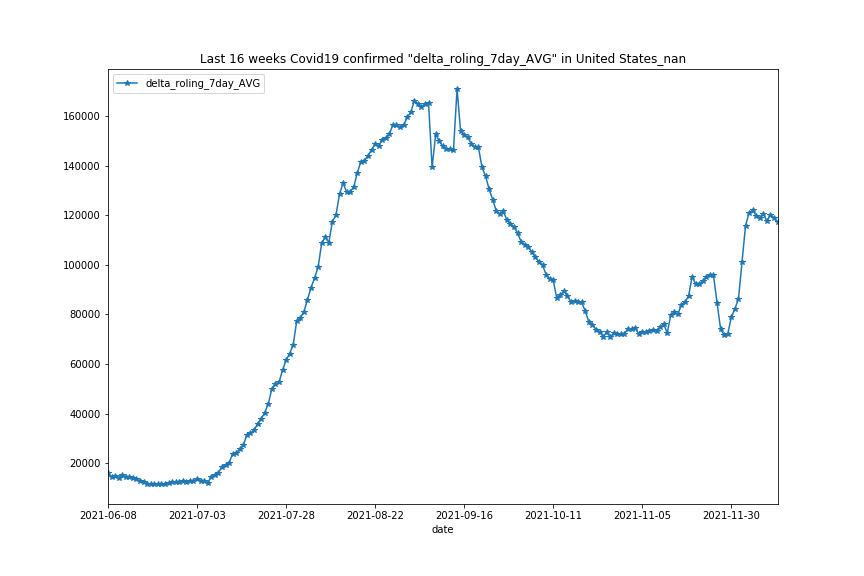 Last 16 weeks Covid19 confirmed "delta_roling_7day_AVG" in United States_nan
delta_roling_7day_AVG
160000
140000
120000
100000
80000
60000
40000
20000
2021-06-08 2021-07-03 2021-07-28 2021-08-22 2021-09-16 2021-10-11 2021-11-05 2021-11-30
date